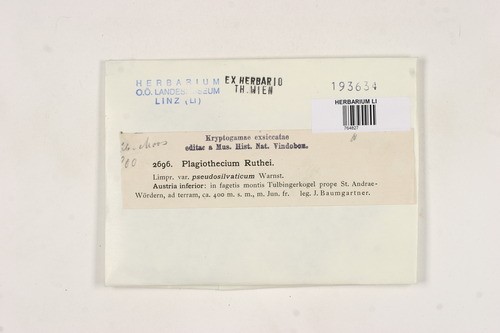 HERBARIUM
O.Ö. LANDESMUSEUM
LINZ (LI)
EX HERBARIO
TH. WIEN
193634
HERBARIUM LI
764827
Kryptogamae exsiccatae
editae a Mus. Hist. Nat. Vindobon.
2696. Plagiothecium Ruthei.
Limpr. var. pseudosilvaticum Warnst.
Austria inferior: in fagetis montis Tulbingerkogel prope St. Andrae-
Wördern, ad terram, ca. 400 m. s. m., m. Jun. fr. leg. J. Baumgartner.